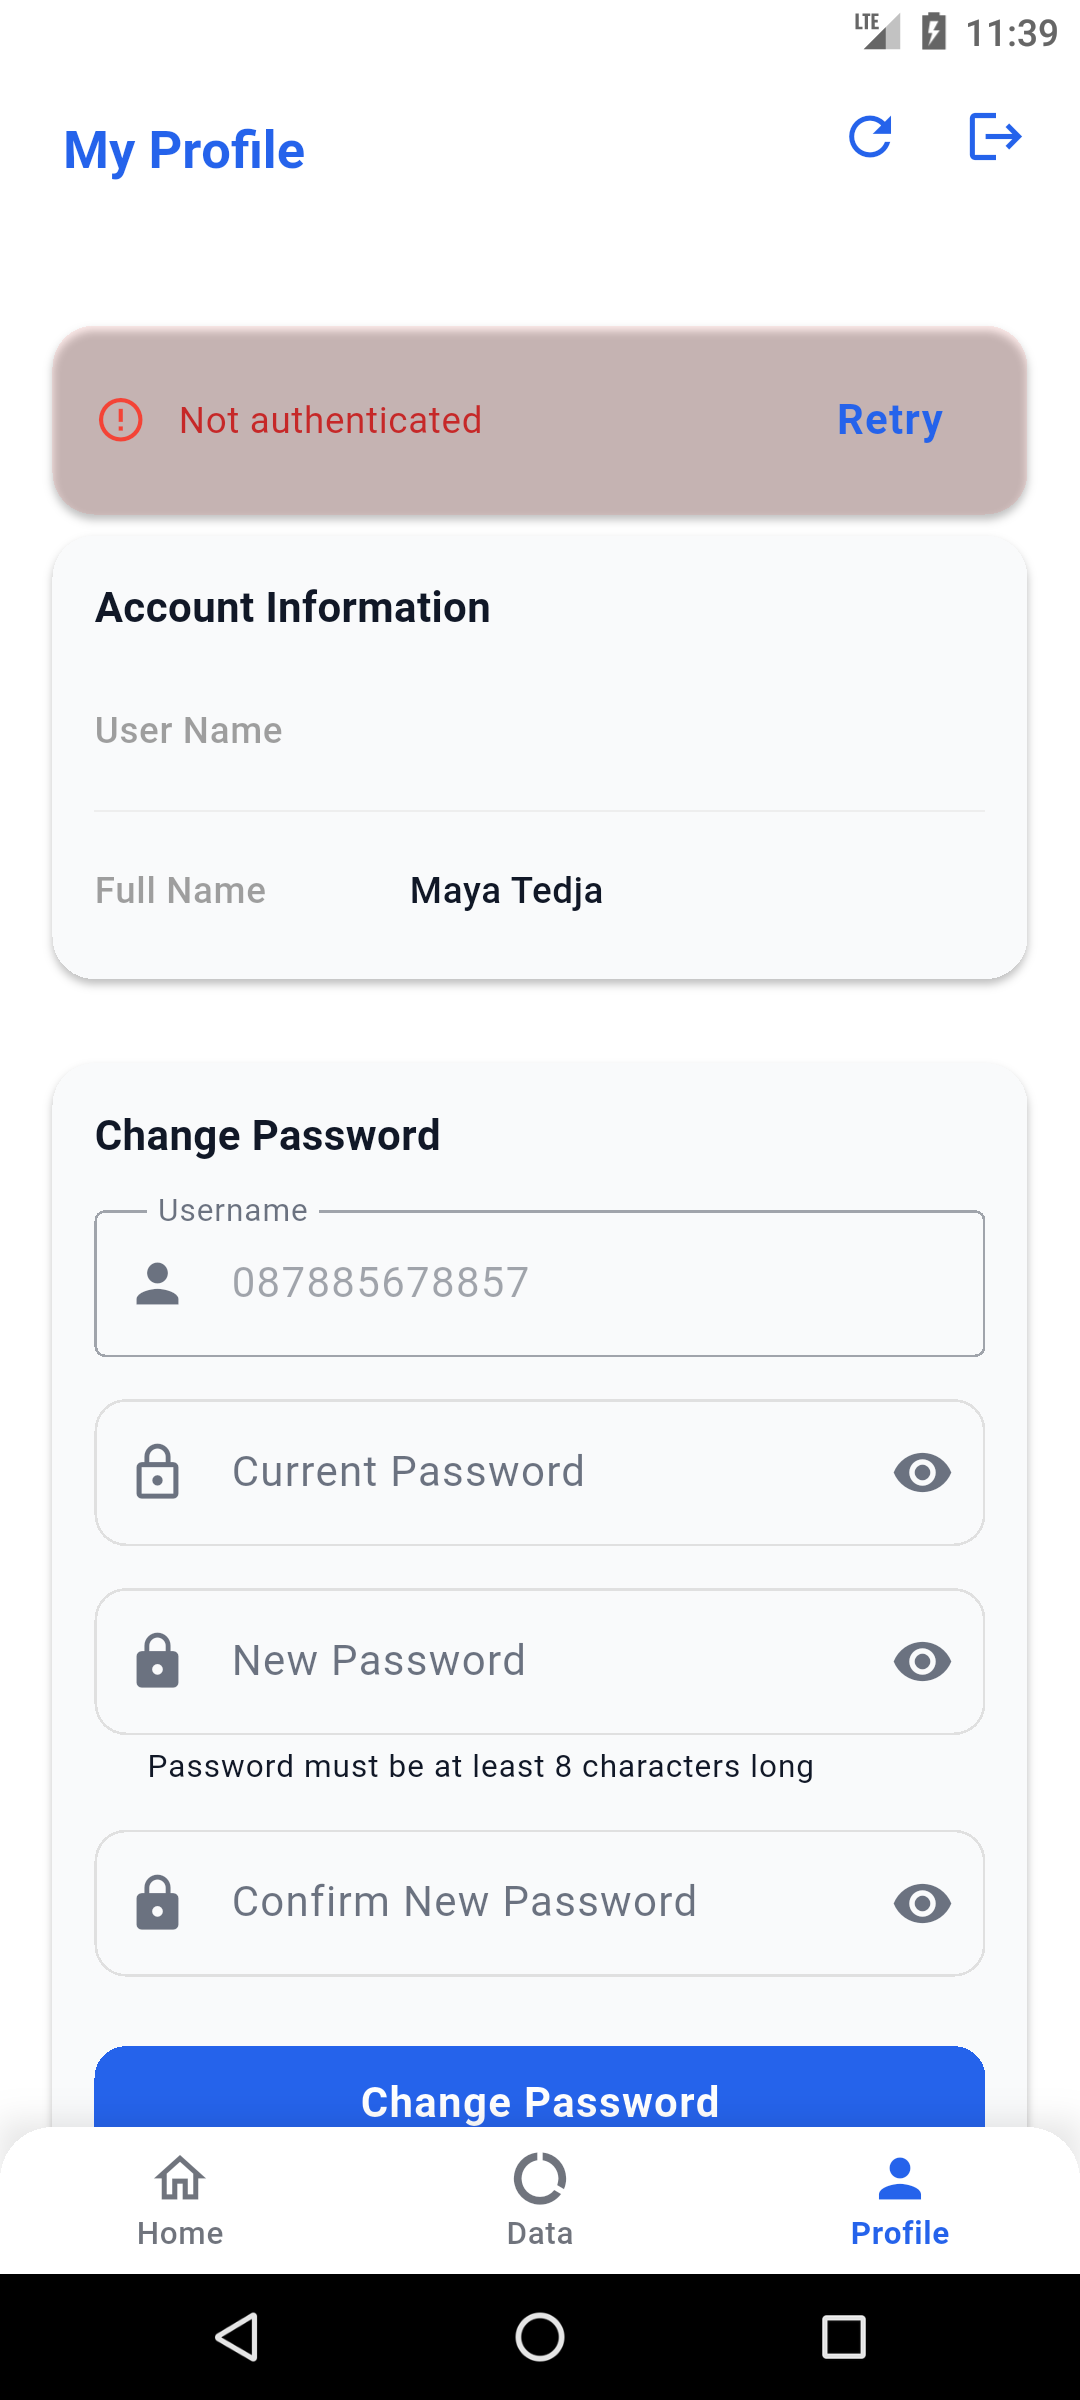 LTE 11:39
My Profile
Not authenticated Retry
Account Information
User Name
Full Name Maya Tedja
Change Password
Username
087885678857
Current Password
New Password
Password must be at least 8 characters long
Confirm New Password
Change Password
Home Data Profile